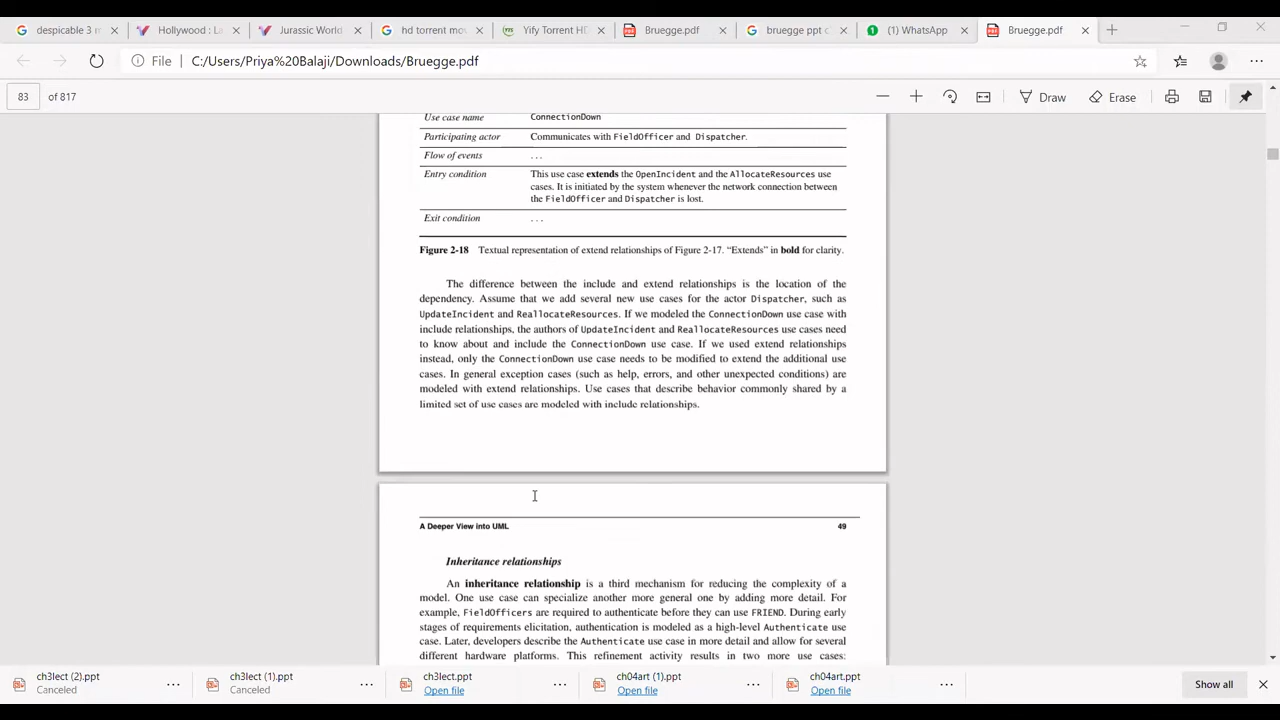 despicable 3 m
Hollywood : La
Jurassic World
hd torrent mov
Yify Torrent HD
Bruegge.pdf
bruegge ppt c
(1) WhatsApp
Bruegge.pdf
File C:/Users/Priya%20Balaji/Downloads/Bruegge.pdf
83 of 817
Draw
Erase
Use case name ConnectionDown
Participating actor Communicates with FieldOfficer and Dispatcher.
Flow of events ...
Entry condition This use case extends the OpenIncident and the AllocateResources use
cases. It is initiated by the system whenever the network connection between
the FieldOfficer and Dispatcher is lost.
Exit condition ...
Figure 2-18 Textual representation of extend relationships of Figure 2-17. “Extends” in bold for clarity.
The difference between the include and extend relationships is the location of the
dependency. Assume that we add several new use cases for the actor Dispatcher, such as
UpdateIncident and ReallocateResources. If we modeled the ConnectionDown use case with
include relationships, the authors of UpdateIncident and ReallocateResources use cases need
to know about and include the ConnectionDown use case. If we used extend relationships
instead, only the ConnectionDown use case needs to be modified to extend the additional use
cases. In general exception cases (such as help, errors, and other unexpected conditions) are
modeled with extend relationships. Use cases that describe behavior commonly shared by a
limited set of use cases are modeled with include relationships.
A Deeper View into UML 49
Inheritance relationships
An inheritance relationship is a third mechanism for reducing the complexity of a
model. One use case can specialize another more general one by adding more detail. For
example, FieldOfficers are required to authenticate before they can use FRIEND. During early
stages of requirements elicitation, authentication is modeled as a high-level Authenticate use
case. Later, developers describe the Authenticate use case in more detail and allow for several
different hardware platforms. This refinement activity results in two more use cases:
ch3lect (2).ppt
Canceled
ch3lect (1).ppt
Canceled
ch3lect.ppt
Open file
ch04art (1).ppt
Open file
ch04art.ppt
Open file
Show all